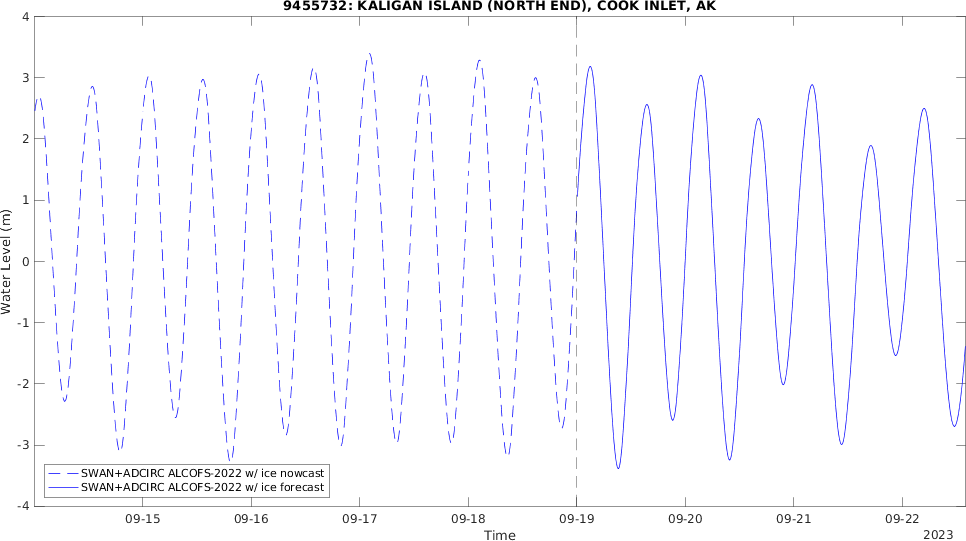 9455732: KALIGAN ISLAND (NORTH END), COOK INLET, AK
4
3
2
1
0
-1
-2
-3
-4
Water Level (m)
SWAN+ADCIRC ALCOFS-2022 w/ ice nowcast
SWAN+ADCIRC ALCOFS-2022 w/ ice forecast
09-15 09-16 09-17 09-18 09-19 09-20 09-21 09-22
Time
2023